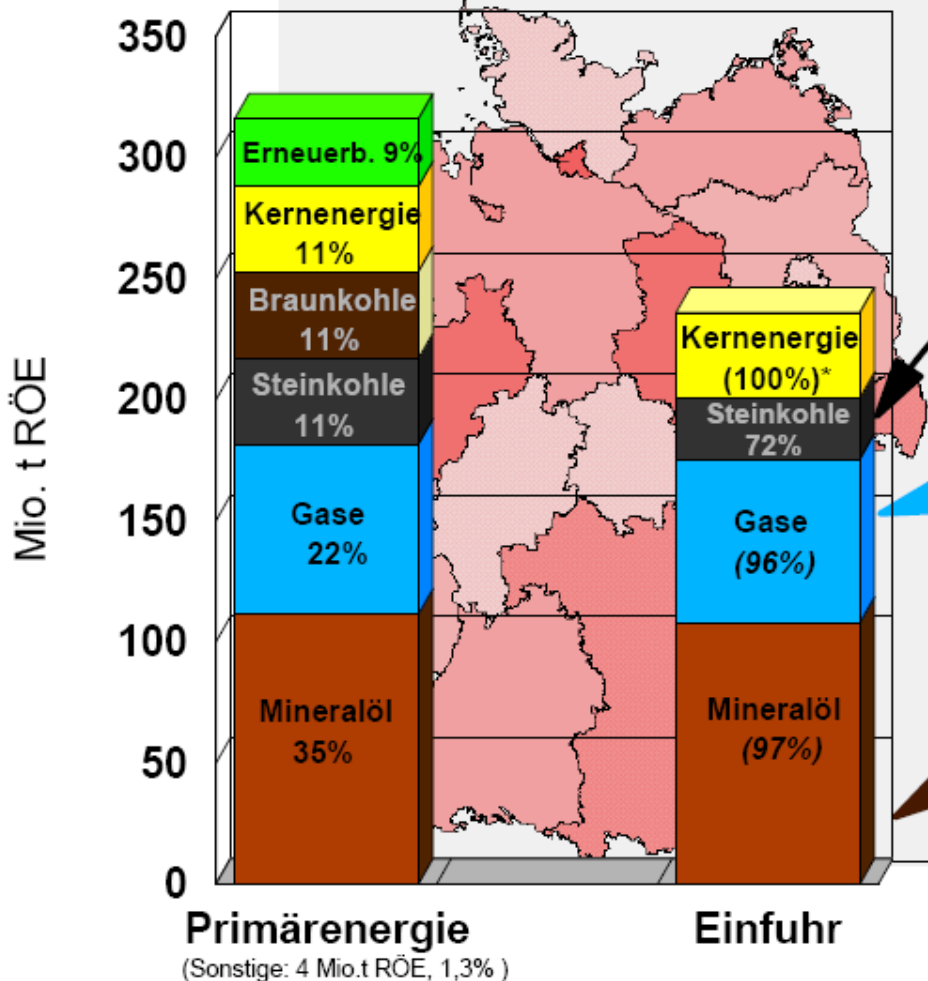 Mio. t RÖE
350
300
250
200
150
100
50
0
Erneuerb. 9%
Kernenergie
11%
Braunkohle
11%
Steinkohle
11%
Gase
22%
Mineralöl
35%
Kernenergie
(100%)*
Steinkohle
72%
Gase
(96%)
Mineralöl
(97%)
Primärenergie
(Sonstige: 4 Mio.t RÖE, 1,3% )
Einfuhr